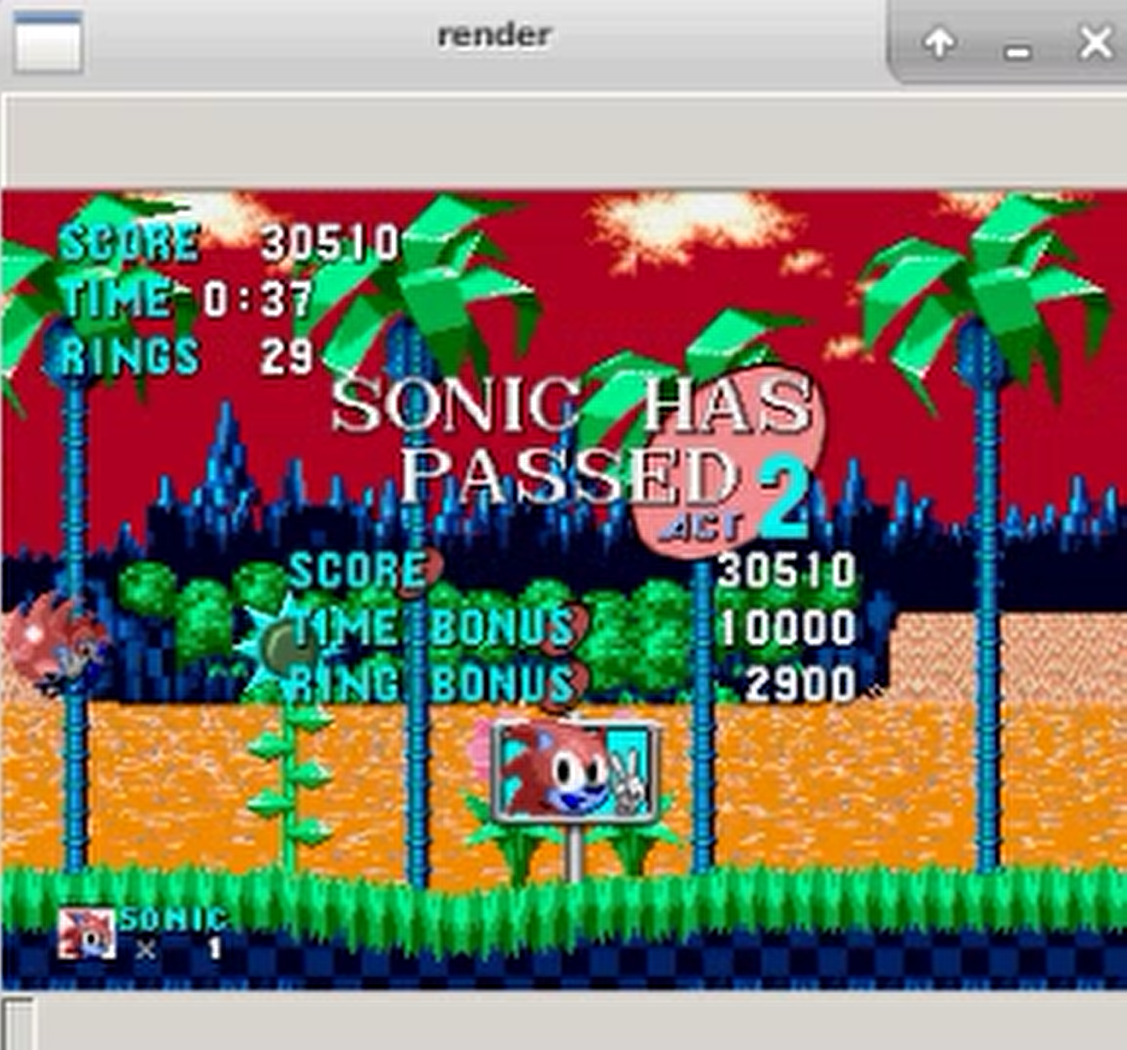 render
SCORE 30510
TIME 0:37
RINGS 29
SONIC HAS
PASSED
ACT 2
SCORE 30510
TIME BONUS 10000
RING BONUS 2900
SONIC
× 1